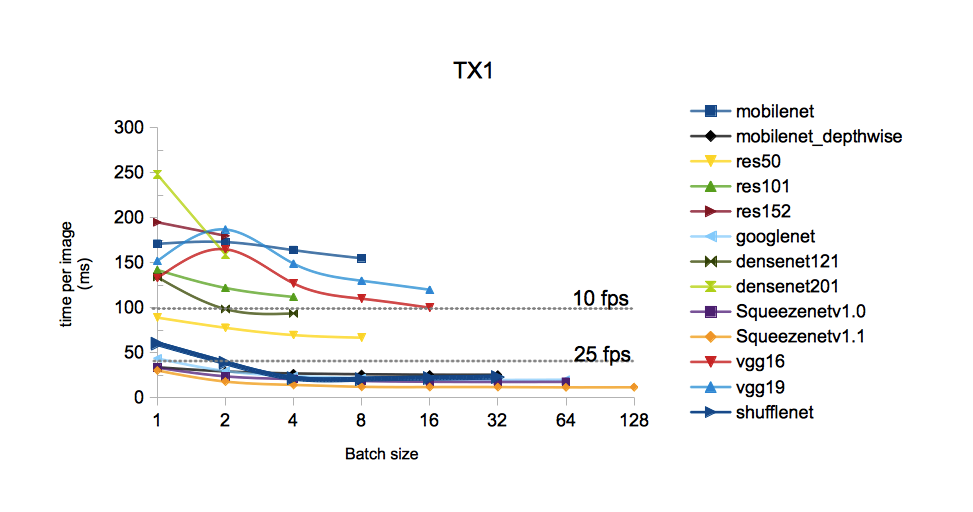 TX1
300
250
200
150
100
50
0
time per image
(ms)
10 fps
25 fps
1 2 4 8 16 32 64 128
Batch size
mobilenet
mobilenet_depthwise
res50
res101
res152
googlenet
densenet121
densenet201
Squeezenetv1.0
Squeezenetv1.1
vgg16
vgg19
shufflenet